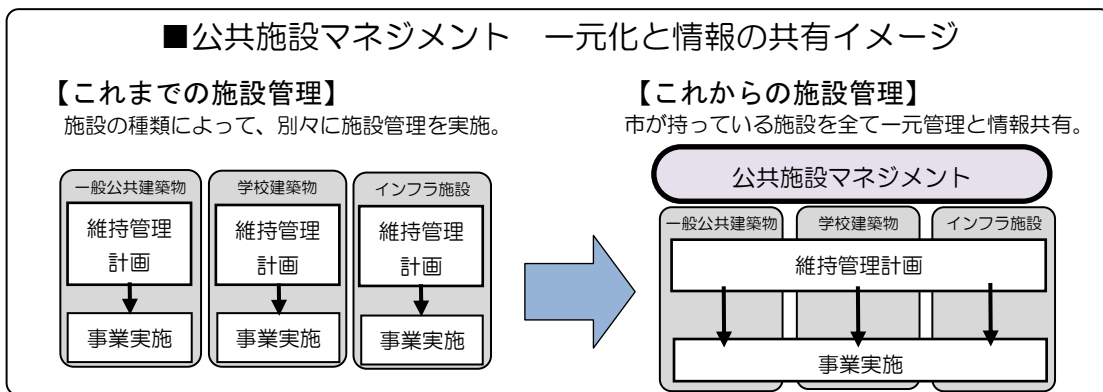 ■公共施設マネジメント　一元化と情報の共有イメージ
【これまでの施設管理】
施設の種類によって、別々に施設管理を実施。
一般公共建築物
維持管理
計画
事業実施
学校建築物
維持管理
計画
事業実施
インフラ施設
維持管理
計画
事業実施
【これからの施設管理】
市が持っている施設を全て一元管理と情報共有。
公共施設マネジメント
一般公共建築物
学校建築物
インフラ施設
維持管理計画
事業実施